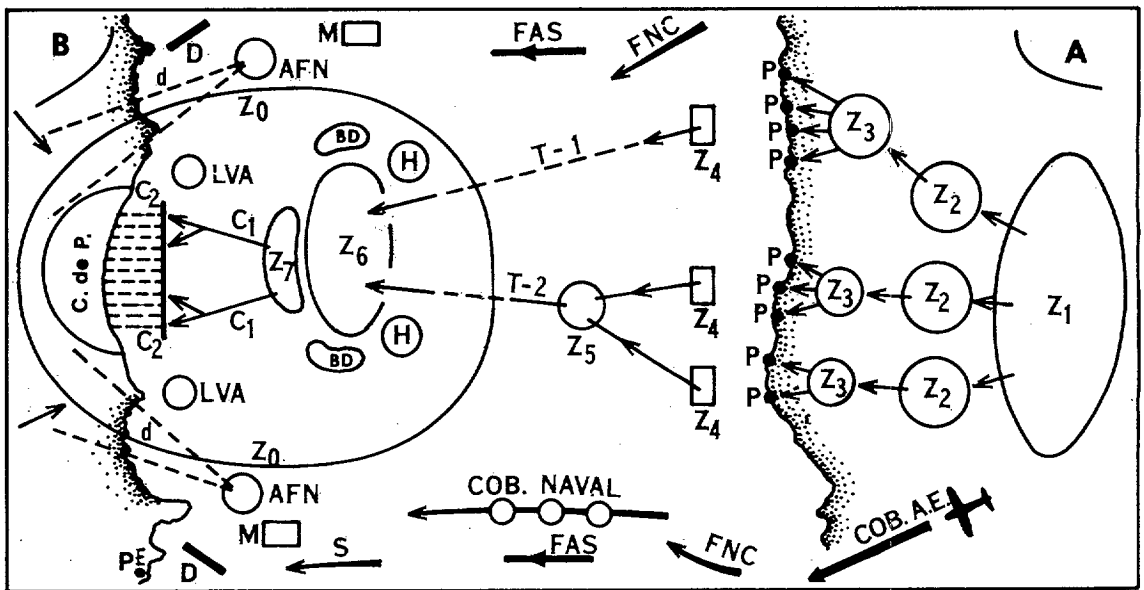 B
D
d
M
AFN
FAS
FNC
A
Z0
BD
H
T-1
Z4
P
P
P
P
Z3
Z2
LVA
C2
C1
C. de P.
Z7
Z6
Z1
T-2
Z5
Z4
P
P
P
Z3
Z2
C1
C2
H
BD
LVA
Z4
P
P
Z3
Z2
d
Z0
AFN
COB. NAVAL
COB. A.E.
M
S
FAS
FNC
P
E
D